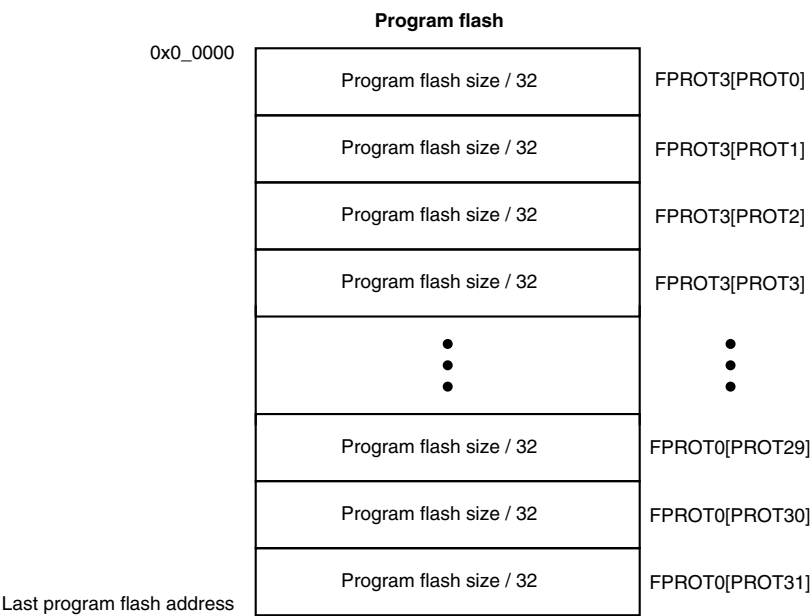 Program flash
0x0_0000
Program flash size / 32 FPROT3[PROT0]
Program flash size / 32 FPROT3[PROT1]
Program flash size / 32 FPROT3[PROT2]
Program flash size / 32 FPROT3[PROT3]
Program flash size / 32 FPROT0[PROT29]
Program flash size / 32 FPROT0[PROT30]
Program flash size / 32 FPROT0[PROT31]
Last program flash address